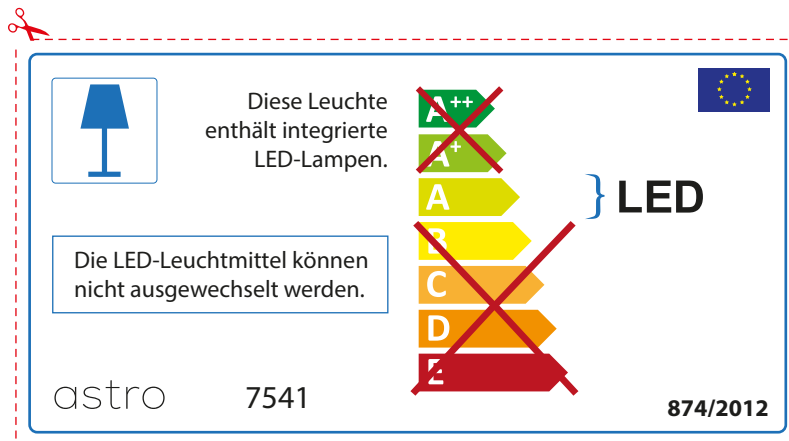 Diese Leuchte
enthält integrierte
LED-Lampen.
Die LED-Leuchtmittel können
nicht ausgewechselt werden.
A++
A+
A
B
C
D
E
LED
astro
7541
874/2012